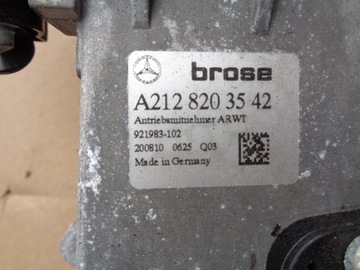 brose
A212 820 35 42
Antriebsmitnehmer ARWT
921983-102
200810 0625 Q03
Made in Germany